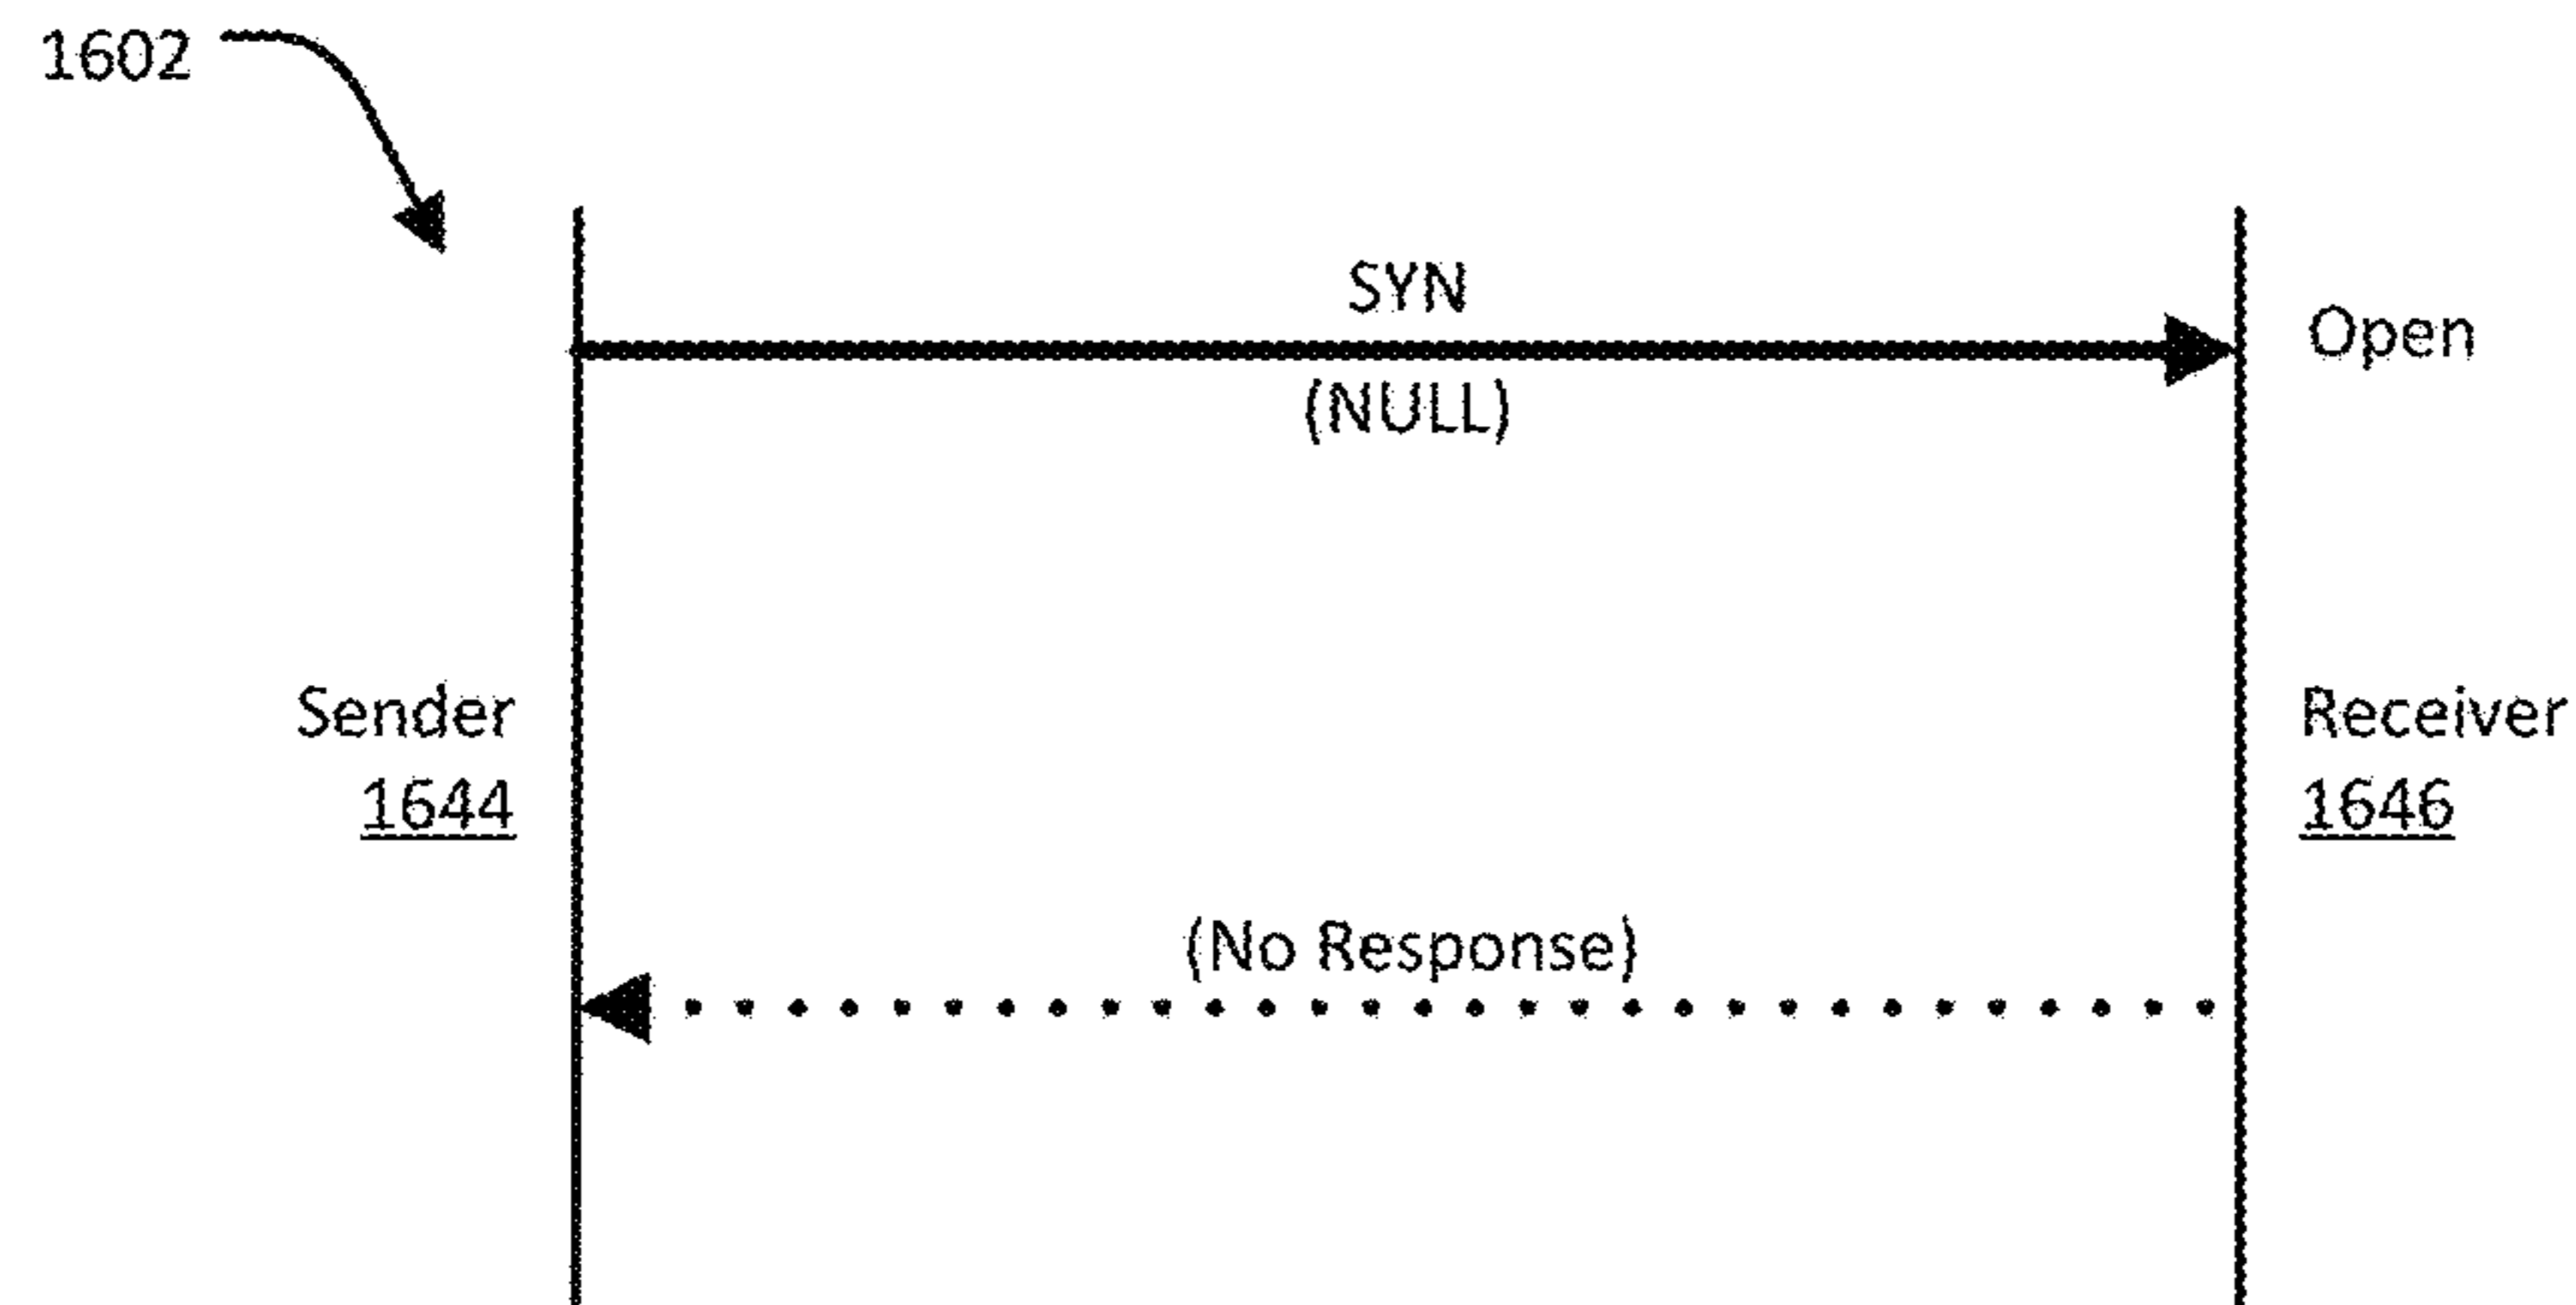 1602
SYN
Open
(NULL)
Sender
1644
Receiver
1646
(No Response)